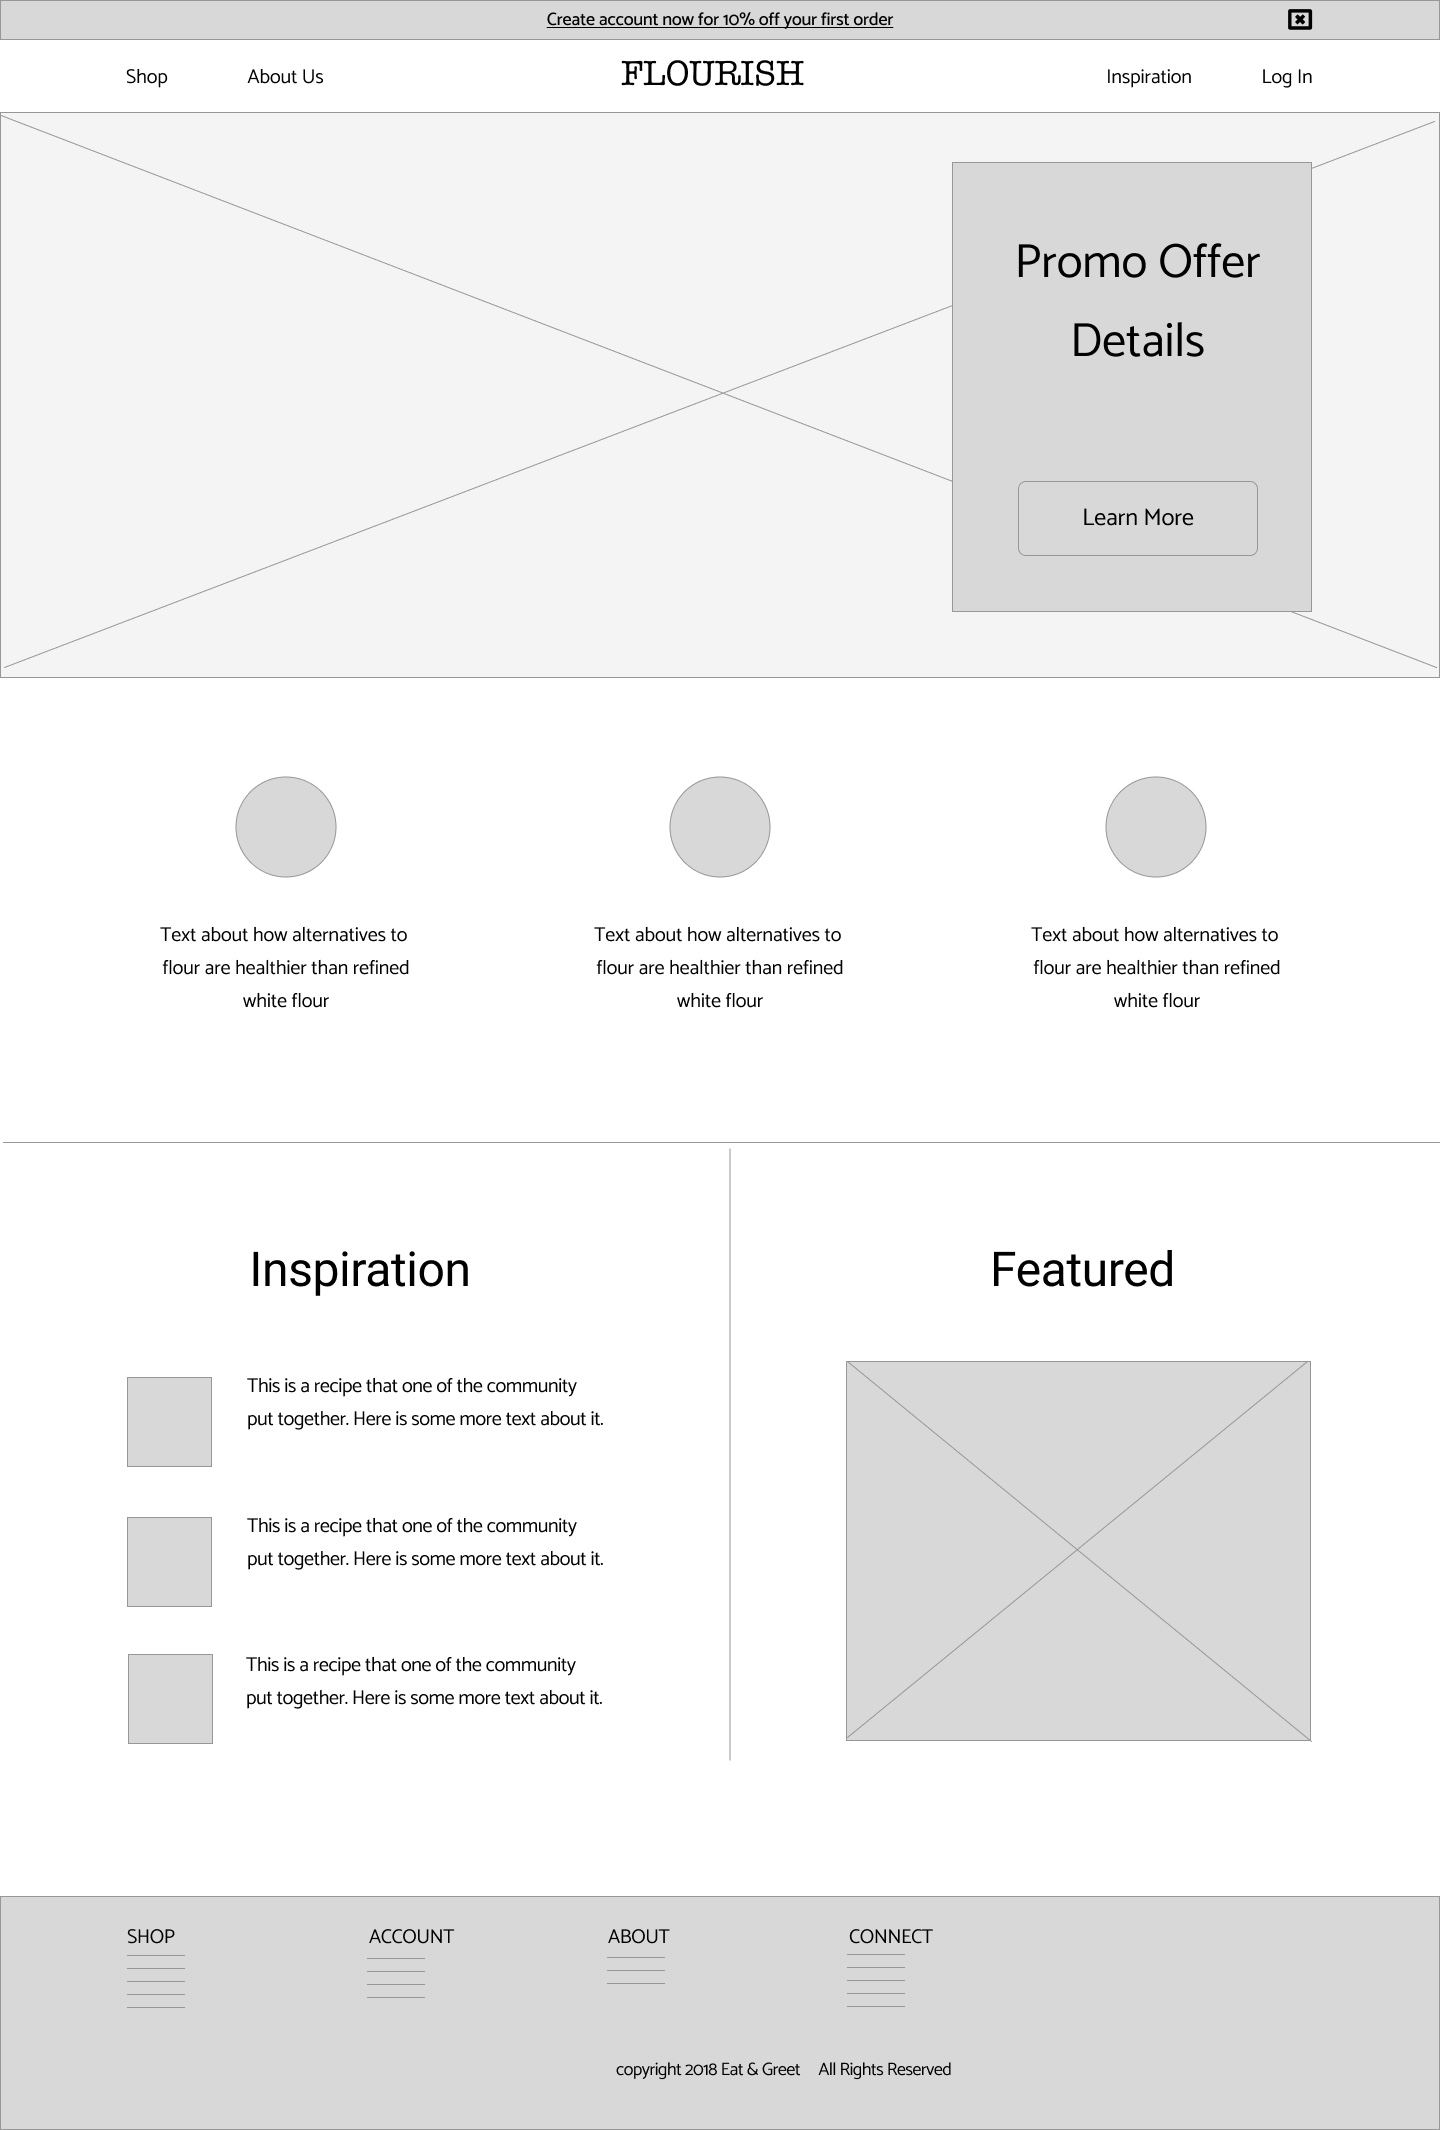 Create account now for 10% off your first order
Shop
About Us
FLOURISH
Inspiration
Log In
Promo Offer
Details
Learn More
Text about how alternatives to
flour are healthier than refined
white flour
Text about how alternatives to
flour are healthier than refined
white flour
Text about how alternatives to
flour are healthier than refined
white flour
Inspiration
This is a recipe that one of the community
put together. Here is some more text about it.
This is a recipe that one of the community
put together. Here is some more text about it.
This is a recipe that one of the community
put together. Here is some more text about it.
Featured
SHOP
ACCOUNT
ABOUT
CONNECT
copyright 2018 Eat & Greet All Rights Reserved